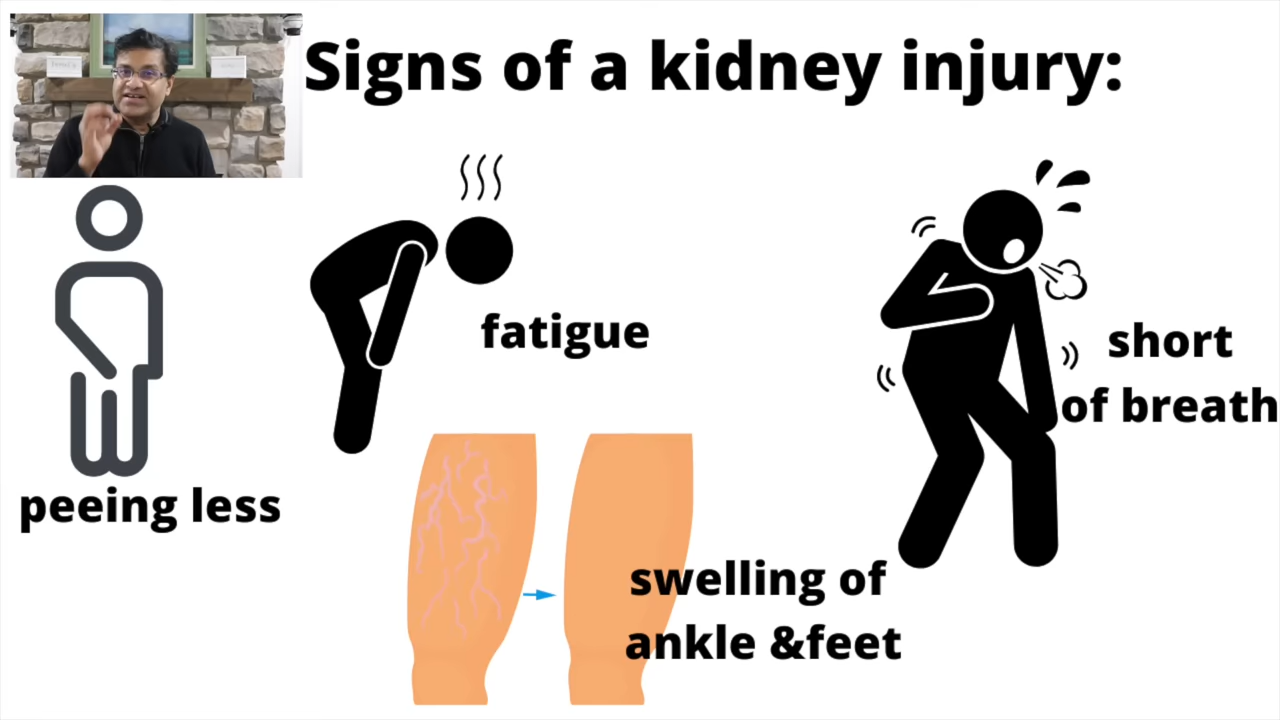 Signs of a kidney injury:
peeing less
fatigue
short
of breath
swelling of
ankle &feet